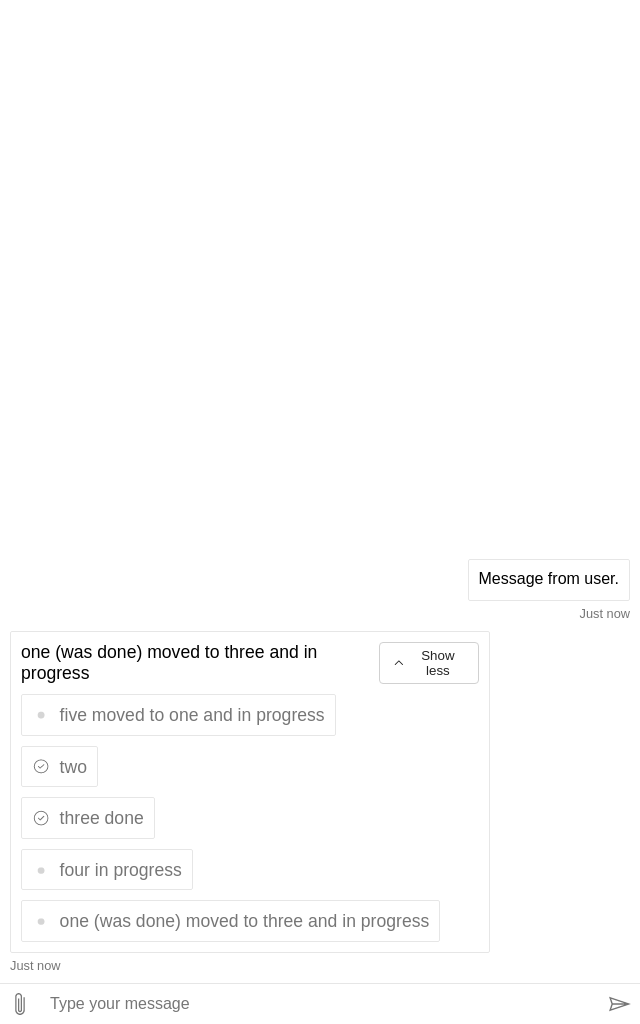 Message from user.
Just now
one (was done) moved to three and in
progress
Show
less
five moved to one and in progress
two
three done
four in progress
one (was done) moved to three and in progress
Just now
Type your message